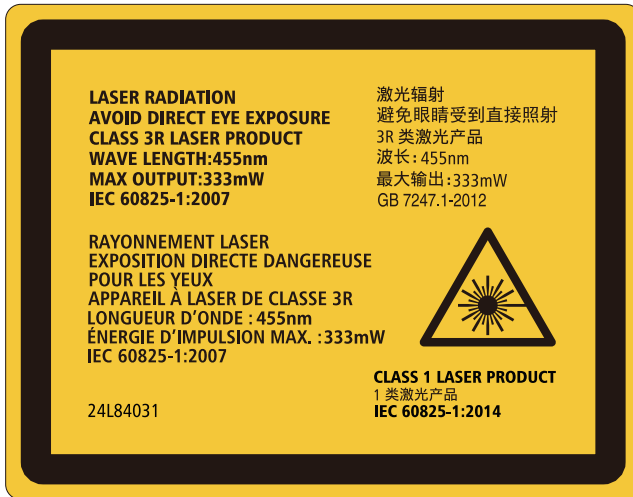 LASER RADIATION
AVOID DIRECT EYE EXPOSURE
CLASS 3R LASER PRODUCT
WAVE LENGTH:455nm
MAX OUTPUT:333mW
IEC 60825-1:2007
激光辐射
避免眼睛受到直接照射
3R 类激光产品
波长:455nm
最大输出:333mW
GB 7247.1-2012
RAYONNEMENT LASER
EXPOSITION DIRECTE DANGEREUSE
POUR LES YEUX
APPAREIL À LASER DE CLASSE 3R
LONGUEUR D'ONDE : 455nm
ÉNERGIE D'IMPULSION MAX. :333mW
IEC 60825-1:2007
24L84031
CLASS 1 LASER PRODUCT
1 类激光产品
IEC 60825-1:2014